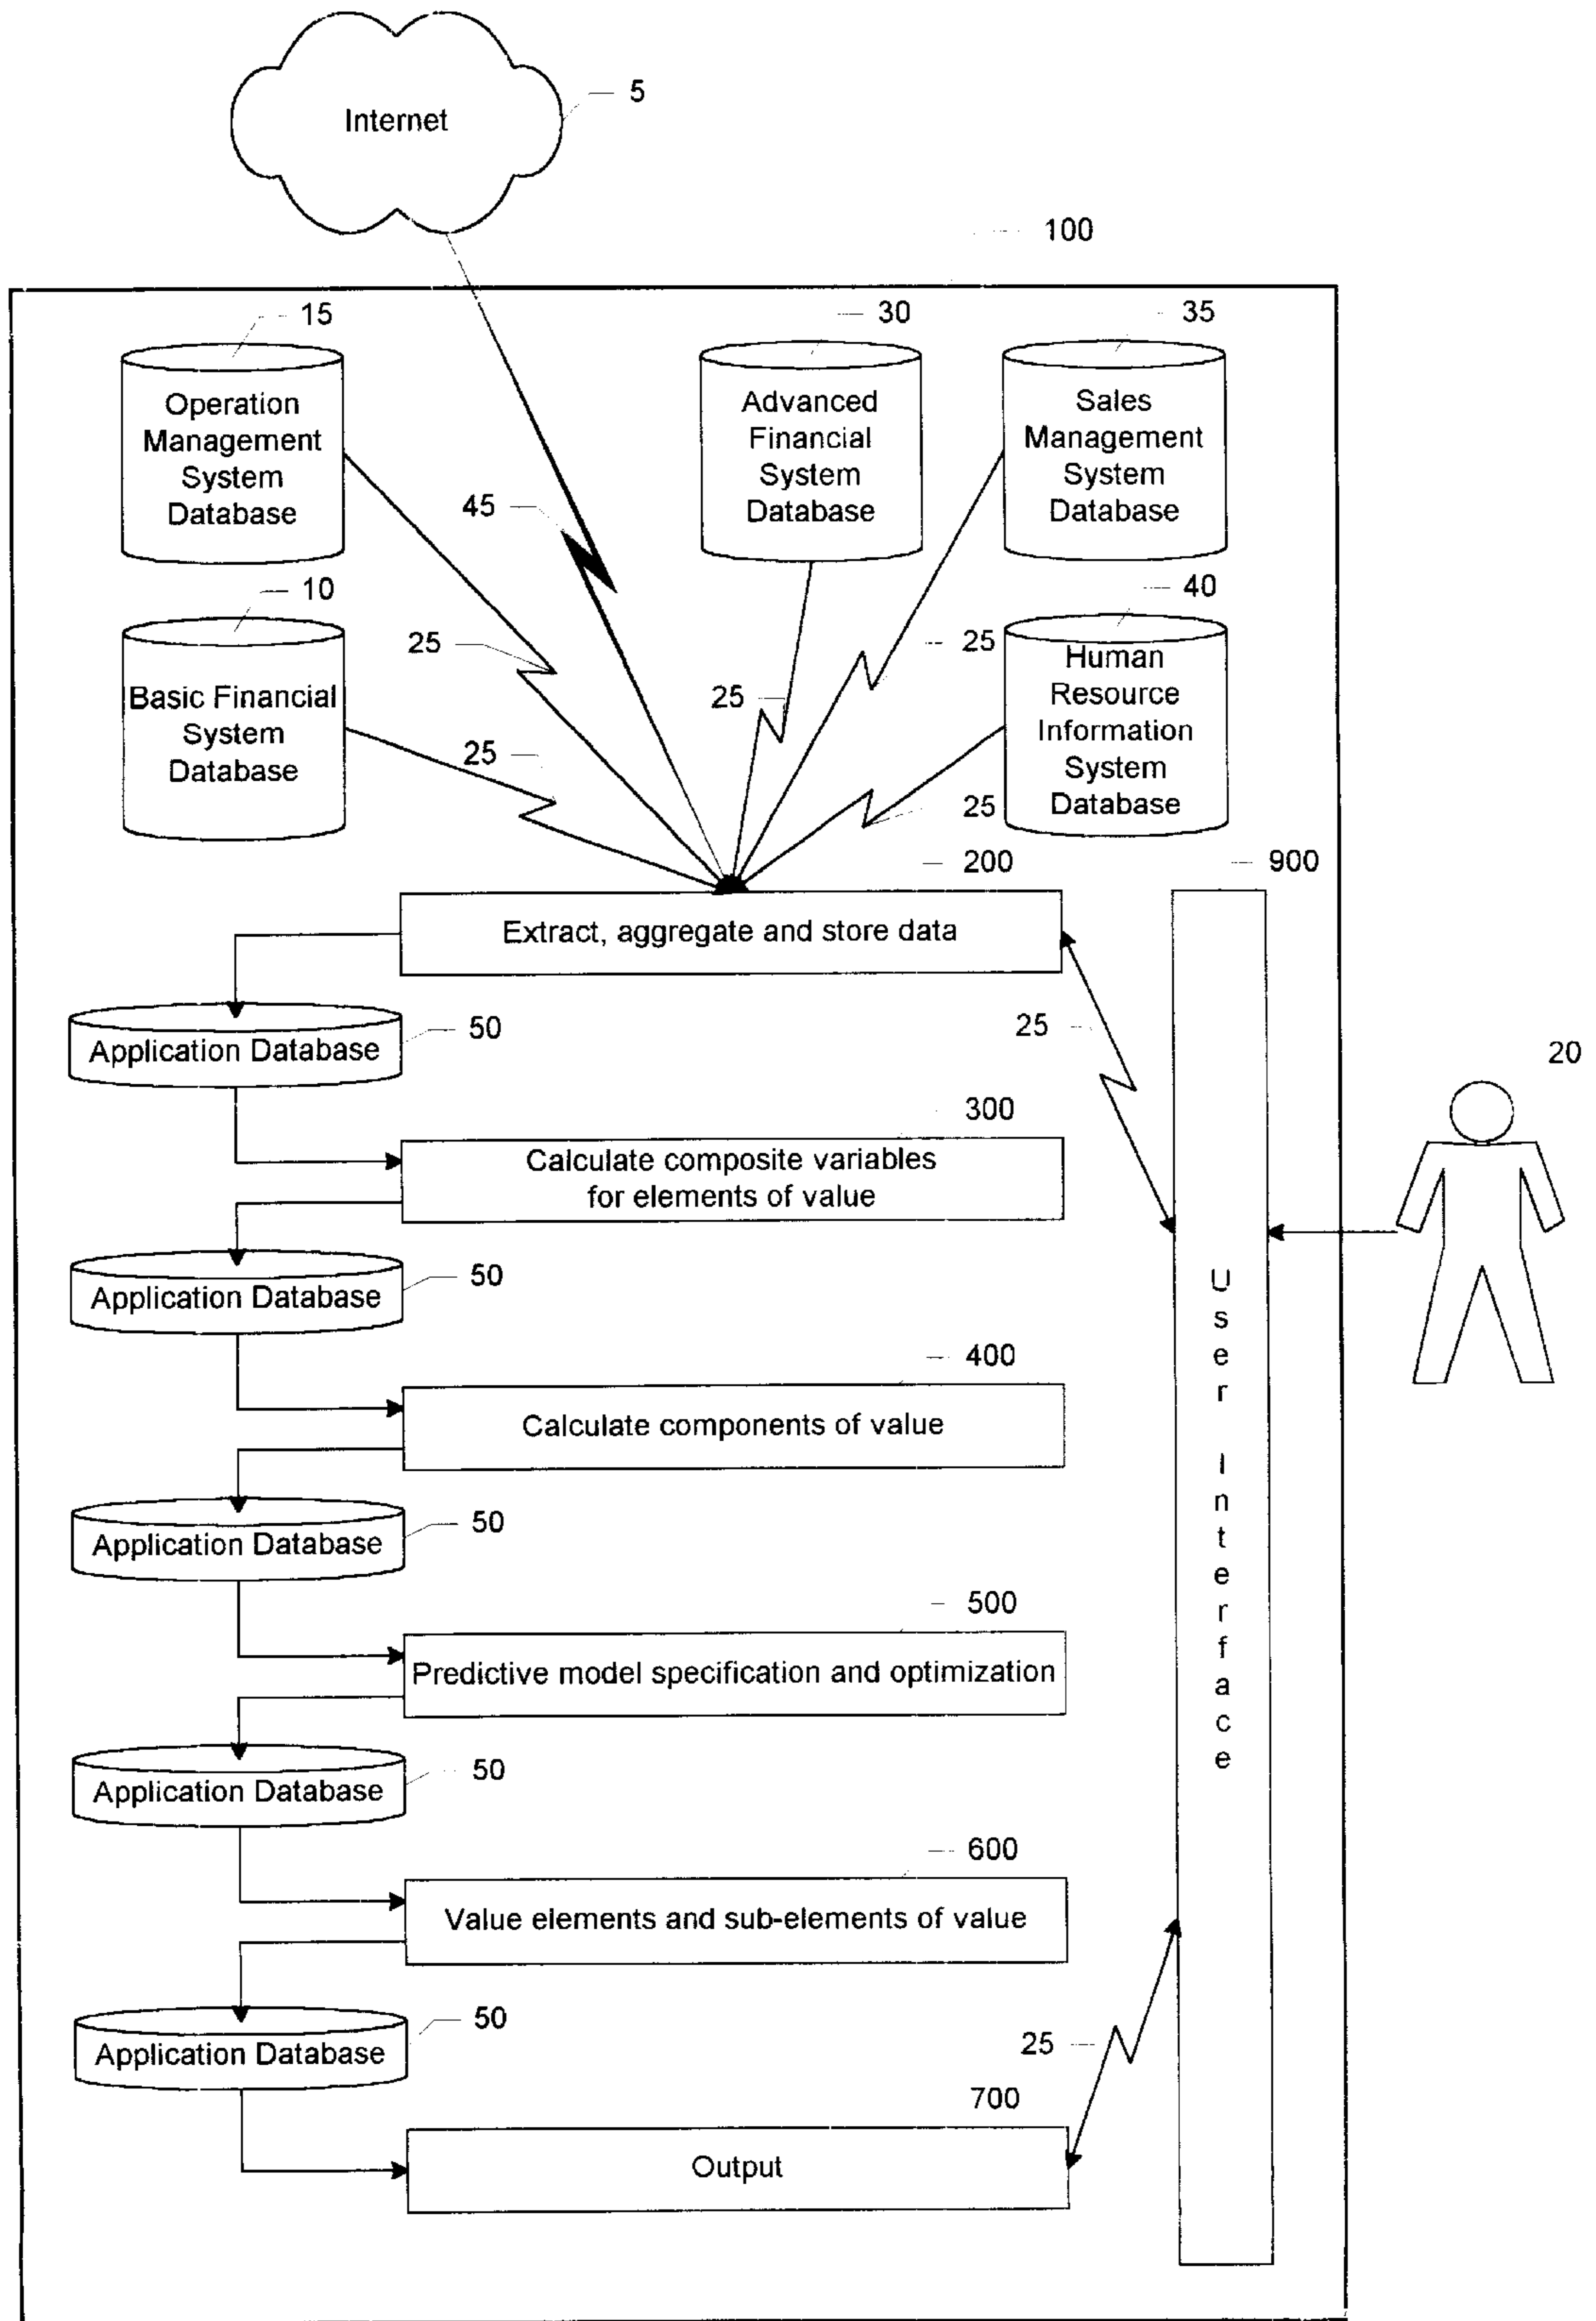 Internet
5
100
15
30
35
Operation
Management
System
Database
Advanced
Financial
System
Database
Sales
Management
System
Database
45
10
40
25
25
Human
Resource
Information
System
Database
Basic Financial
System
Database
25
25
25
200
900
Extract, aggregate and store data
50
Application Database
25
20
300
Calculate composite variables
for elements of value
50
Application Database
User Interface
400
Calculate components of value
50
Application Database
500
Predictive model specification and optimization
50
Application Database
600
Value elements and sub-elements of value
50
Application Database
25
700
Output